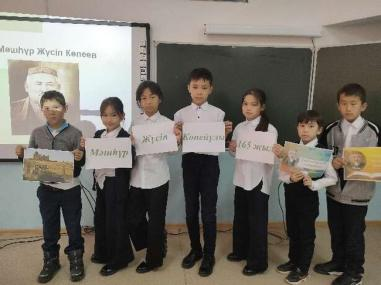 Мәшһүр Жүсіп Көпеев
Мәшһүр
Жүсіп
Көпейұлы
165 жыл